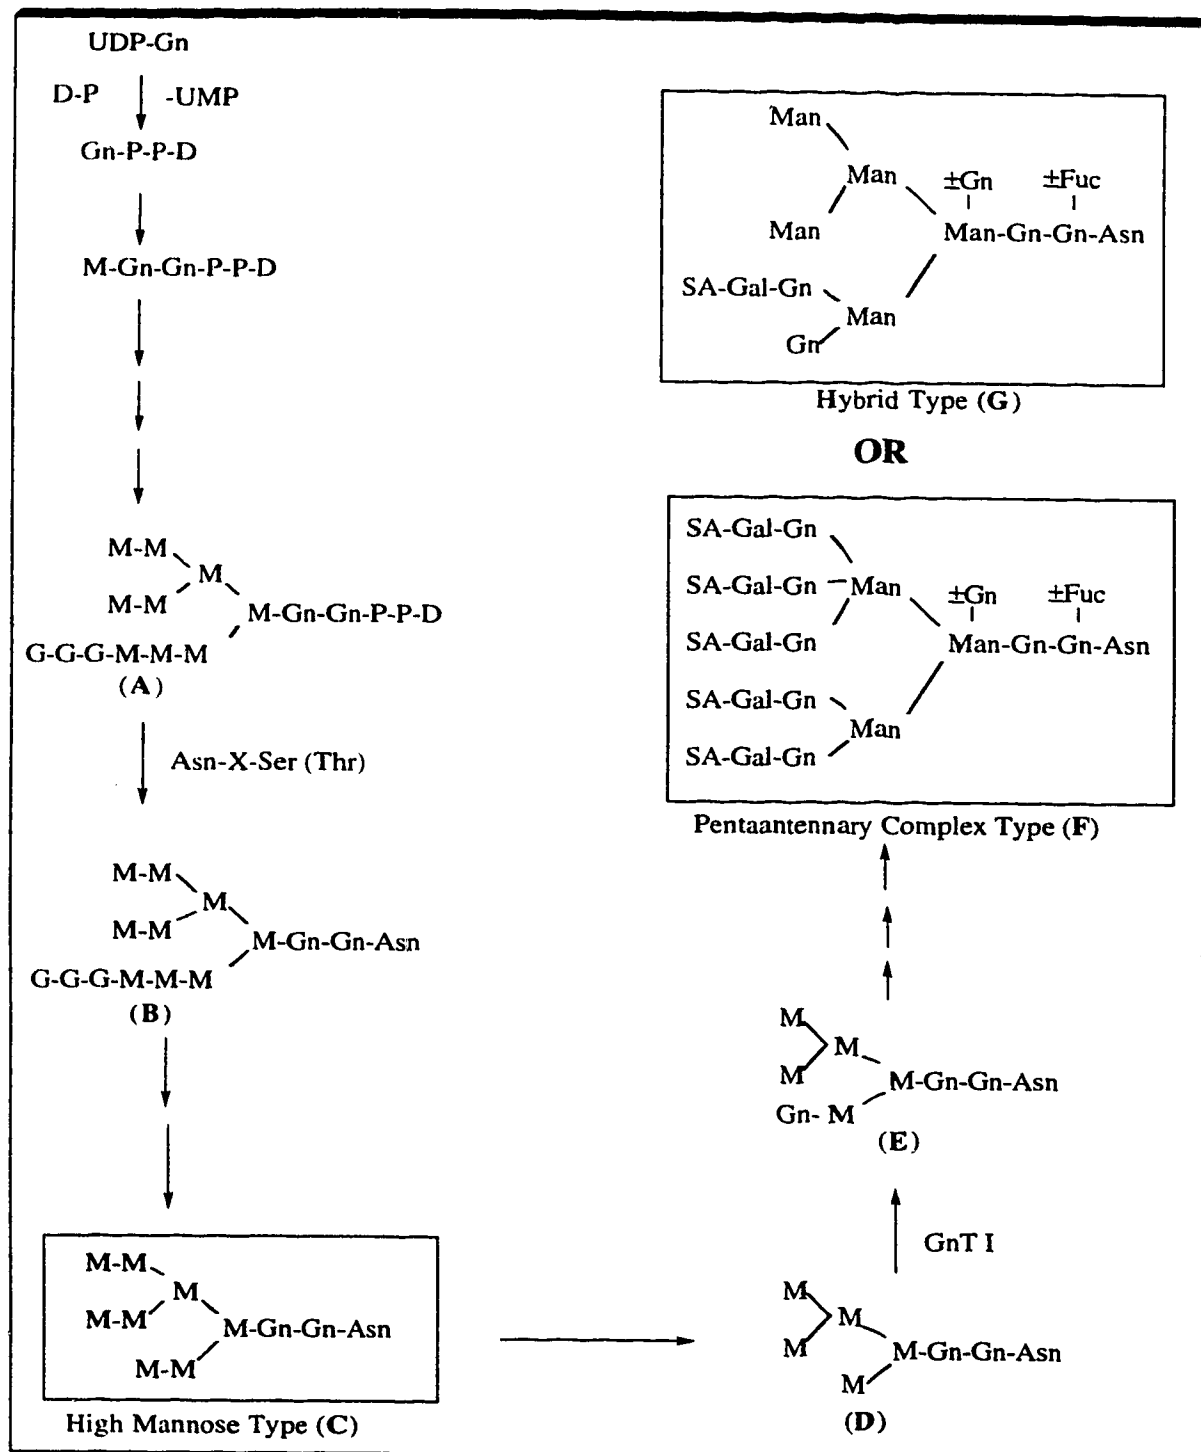 UDP-Gn
D-P -UMP
Gn-P-P-D
M-Gn-Gn-P-P-D
M-M
M
M-M
M-Gn-Gn-P-P-D
G-G-G-M-M-M
(A)
Asn-X-Ser (Thr)
M-M
M
M-M
M-Gn-Gn-Asn
G-G-G-M-M-M
(B)
M-M
M
M-M
M-Gn-Gn-Asn
M-M
High Mannose Type (C)
M
M
M
M-Gn-Gn-Asn
M
(D)
GnT I
M
M
M
M-Gn-Gn-Asn
Gn- M
(E)
SA-Gal-Gn
SA-Gal-Gn
Man
±Gn
±Fuc
SA-Gal-Gn
Man-Gn-Gn-Asn
SA-Gal-Gn
Man
SA-Gal-Gn
Pentaantennary Complex Type (F)
OR
Man
Man
±Gn
±Fuc
Man
Man-Gn-Gn-Asn
SA-Gal-Gn
Man
Gn
Hybrid Type (G)